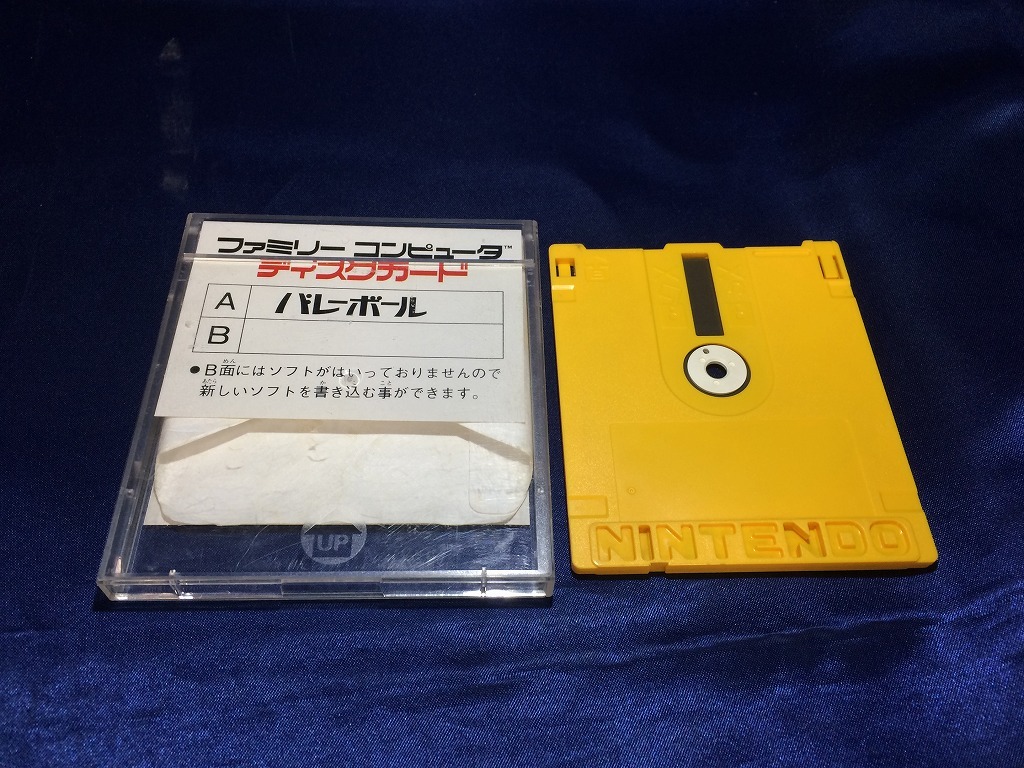 ファミリー コンピュータ™
ディスクカード
A バレーボール
B
●B面にはソフトがはいっておりませんので
新しいソフトを書き込む事ができます。
UP
NINTENDO